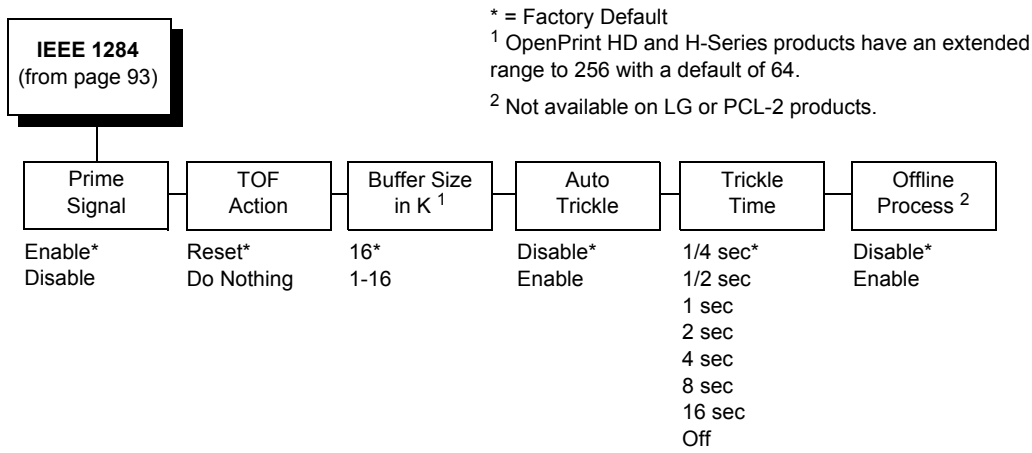 IEEE 1284
(from page 93)
* = Factory Default
1 OpenPrint HD and H-Series products have an extended
range to 256 with a default of 64.
2 Not available on LG or PCL-2 products.
Prime
Signal
Enable*
Disable
TOF
Action
Reset*
Do Nothing
Buffer Size
in K 1
16*
1-16
Auto
Trickle
Disable*
Enable
Trickle
Time
1/4 sec*
1/2 sec
1 sec
2 sec
4 sec
8 sec
16 sec
Off
Offline
Process 2
Disable*
Enable